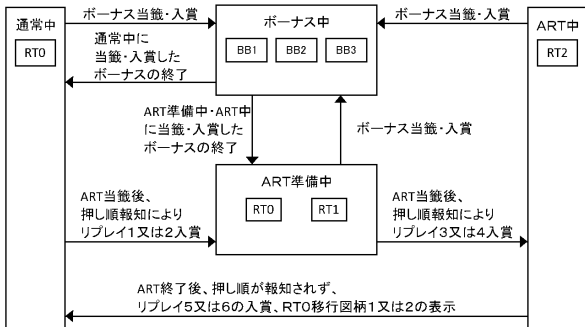 通常中
RT0
ボーナス当籤・入賞
通常中に
当籤・入賞した
ボーナスの終了
ボーナス中
BB1
BB2
BB3
ボーナス当籤・入賞
ART中
RT2
ART準備中・ART中
に当籤・入賞した
ボーナスの終了
ボーナス当籤・入賞
ART準備中
RT0
RT1
ART当籤後、
押し順報知により
リプレイ1又は2入賞
ART当籤後、
押し順報知により
リプレイ3又は4入賞
ART終了後、押し順が報知されず、
リプレイ5又は6の入賞、RT0移行図柄1又は2の表示